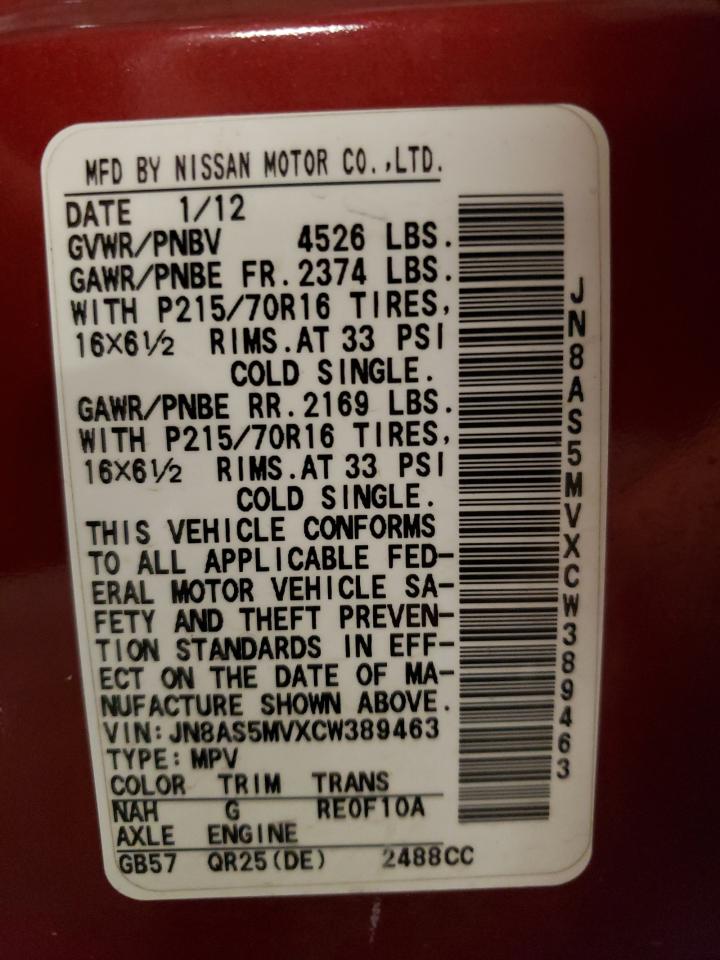 MFD BY NISSAN MOTOR CO.,LTD.
DATE 1/12
GVWR/PNBV 4526 LBS.
GAWR/PNBE FR.2374 LBS.
WITH P215/70R16 TIRES,
16X6½ RIMS.AT 33 PSI
COLD SINGLE.
GAWR/PNBE RR.2169 LBS.
WITH P215/70R16 TIRES,
16X6½ RIMS.AT 33 PSI
COLD SINGLE.
THIS VEHICLE CONFORMS
TO ALL APPLICABLE FED-
ERAL MOTOR VEHICLE SA-
FETY AND THEFT PREVEN-
TION STANDARDS IN EFF-
ECT ON THE DATE OF MA-
NUFACTURE SHOWN ABOVE.
VIN:JN8AS5MVXCW389463
TYPE:MPV
COLOR TRIM TRANS
NAH G RE0F10A
AXLE ENGINE
GB57 QR25(DE) 2488CC
JN8AS5MVXCW389463